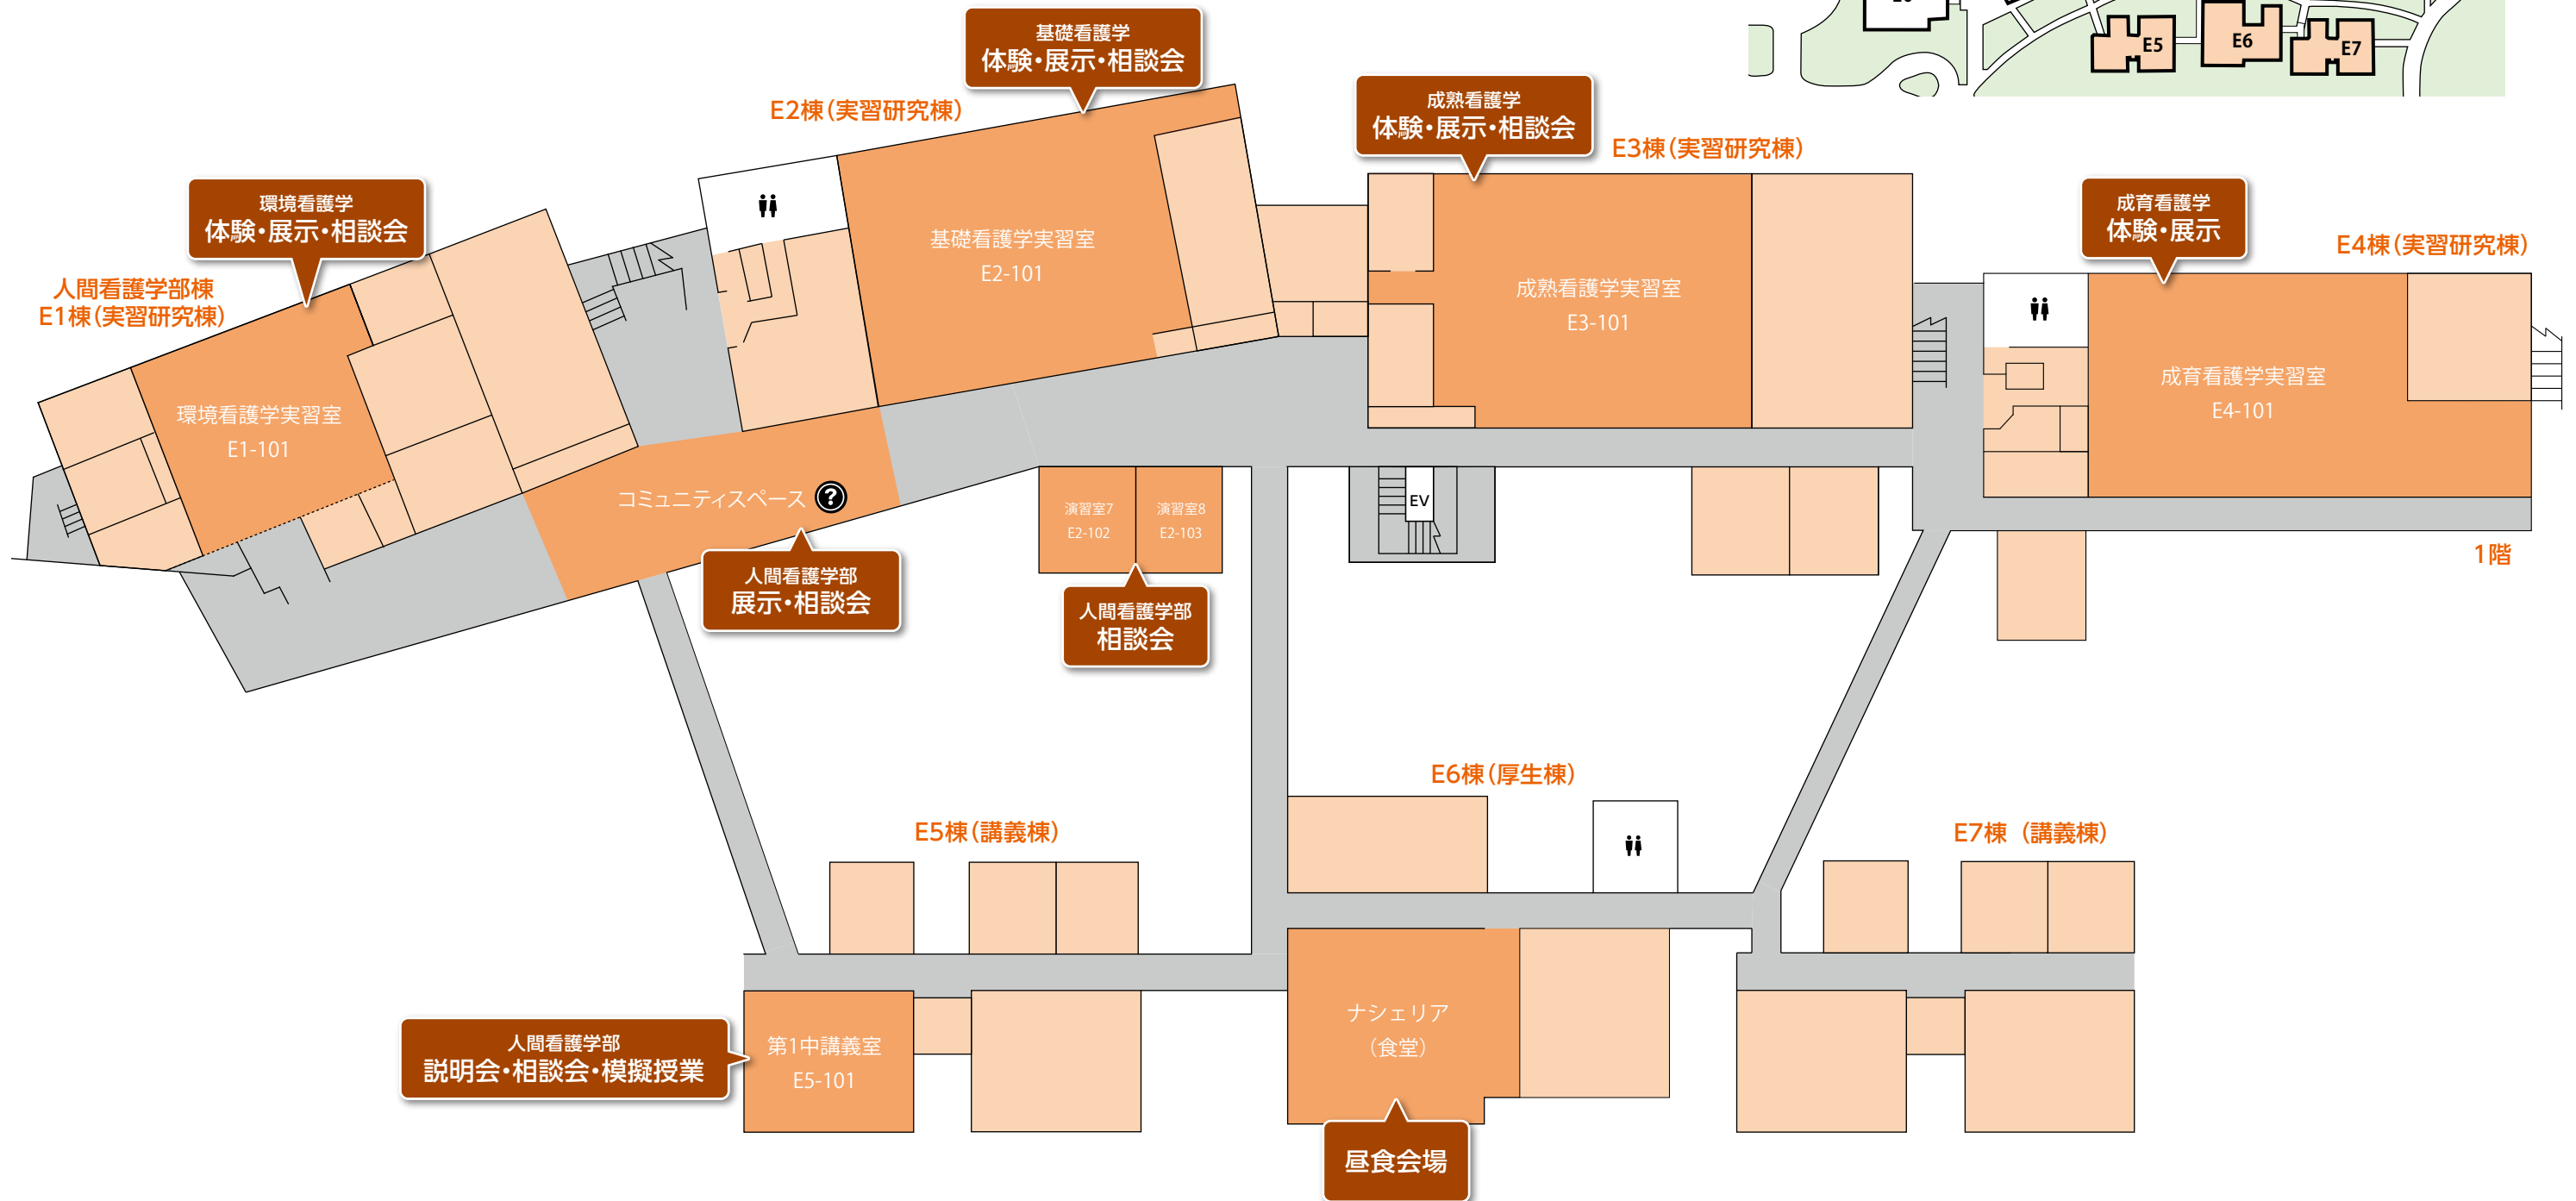 基礎看護学
体験・展示・相談会
E5
E6
E7
E2棟（実習研究棟）
成熟看護学
体験・展示・相談会
E3棟（実習研究棟）
環境看護学
体験・展示・相談会
成育看護学
体験・展示
E4棟（実習研究棟）
人間看護学部棟
E1棟（実習研究棟）
基礎看護学実習室
E2-101
成熟看護学実習室
E3-101
成育看護学実習室
E4-101
環境看護学実習室
E1-101
コミュニティスペース ?
演習室7
E2-102
演習室8
E2-103
EV
1階
人間看護学部
展示・相談会
人間看護学部
相談会
E6棟（厚生棟）
E5棟（講義棟）
E7棟（講義棟）
人間看護学部
説明会・相談会・模擬授業
第1中講義室
E5-101
ナシェリア
（食堂）
昼食会場